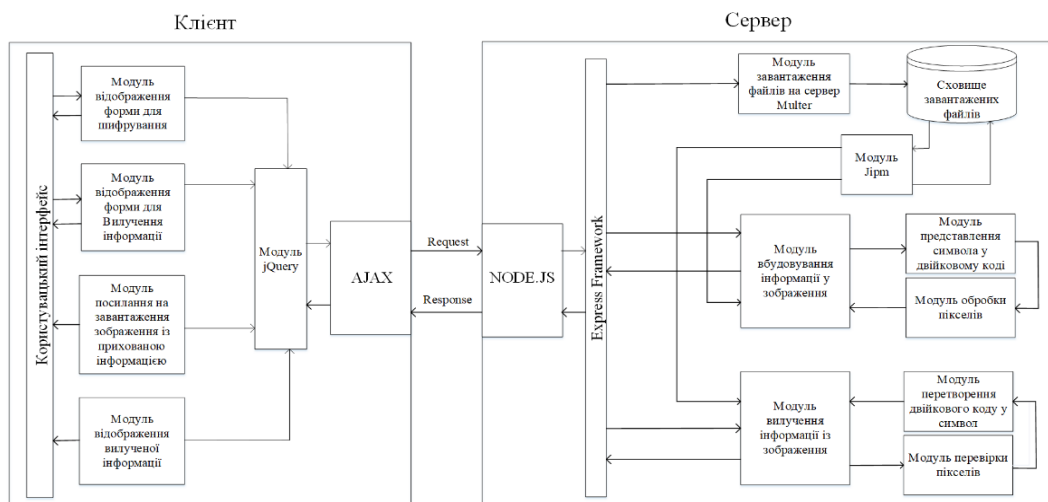 Клієнт
Сервер
Користувацький інтерфейс
Модуль
відображення
форми для
шифрування
Модуль
відображення
форми для
Вилучення
інформації
Модуль
посилання на
завантаження
зображення із
прихованою
інформацією
Модуль
відображення
вилученої
інформації
Модуль
jQuery
AJAX
Request
Response
NODE.JS
Express Framework
Модуль
завантаження
файлів на сервер
Multer
Сховище
завантажених
файлів
Модуль
Jipm
Модуль
вбудовування
інформації у
зображення
Модуль
представлення
символа у
двійковому коді
Модуль обробки
пікселів
Модуль
вилучення
інформації із
зображення
Модуль
перетворення
двійкового коду у
символ
Модуль перевірки
пікселів